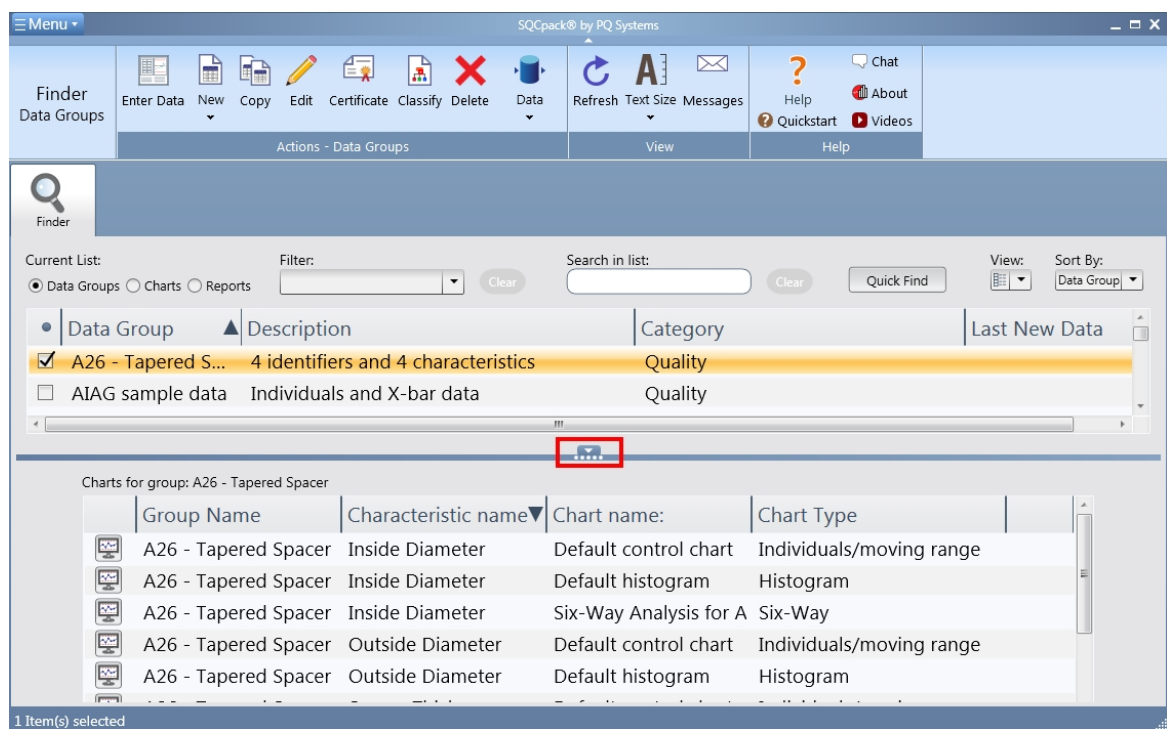 Menu
SQCpack® by PQ Systems
Finder
Data Groups
Enter Data New Copy Edit Certificate Classify Delete Data
Actions - Data Groups
Refresh Text Size Messages
View
Help
Quickstart
Chat
About
Videos
Help
Finder
Current List:
Data Groups Charts Reports
Filter:
Clear
Search in list:
Clear
Quick Find
View:
Sort By:
Data Group
Data Group Description Category Last New Data
A26 - Tapered S... 4 identifiers and 4 characteristics Quality
AIAG sample data Individuals and X-bar data Quality
Charts for group: A26 - Tapered Spacer
Group Name Characteristic name Chart name: Chart Type
A26 - Tapered Spacer Inside Diameter Default control chart Individuals/moving range
A26 - Tapered Spacer Inside Diameter Default histogram Histogram
A26 - Tapered Spacer Inside Diameter Six-Way Analysis for A Six-Way
A26 - Tapered Spacer Outside Diameter Default control chart Individuals/moving range
A26 - Tapered Spacer Outside Diameter Default histogram Histogram
1 Item(s) selected